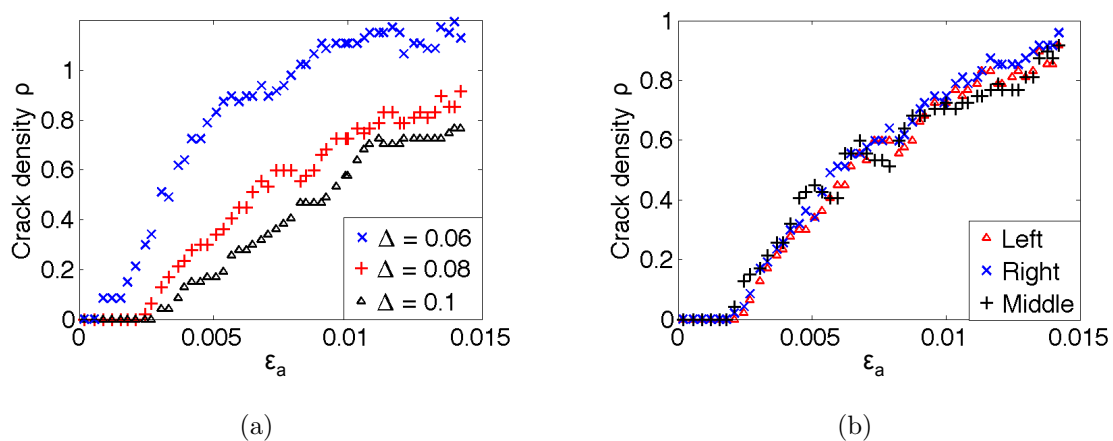 Crack density ρ
1
0.8
0.6
0.4
0.2
0
0
0.005
0.01
0.015
εa
Δ = 0.06
Δ = 0.08
Δ = 0.1
(a)
Crack density ρ
1
0.8
0.6
0.4
0.2
0
0
0.005
0.01
0.015
εa
Left
Right
Middle
(b)